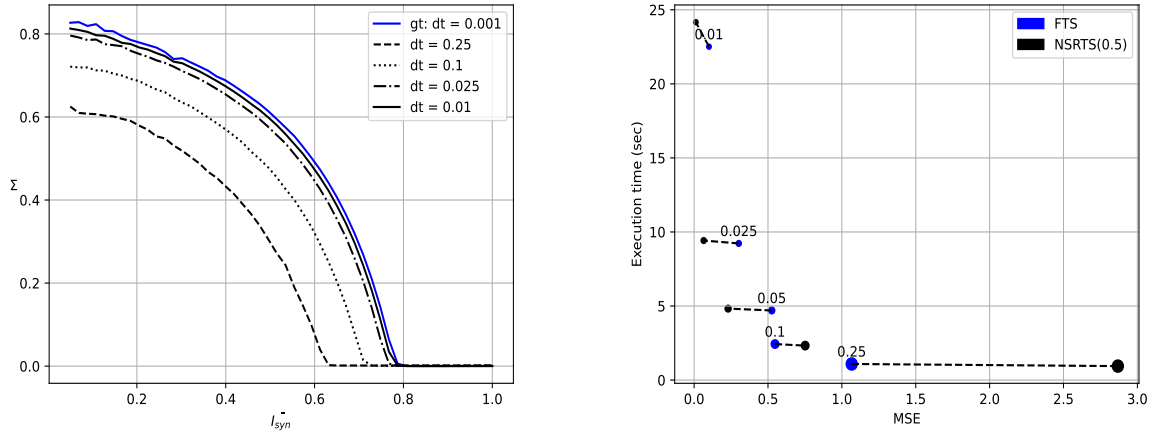 gt: dt = 0.001
dt = 0.25
dt = 0.1
dt = 0.025
dt = 0.01
0.8
0.6
0.4
0.2
0.0
Σ
0.2 0.4 0.6 0.8 1.0
I_syn^-
FTS
NSRTS(0.5)
25
20
15
10
5
0
Execution time (sec)
0.01
0.025
0.05
0.1
0.25
0.0 0.5 1.0 1.5 2.0 2.5 3.0
MSE